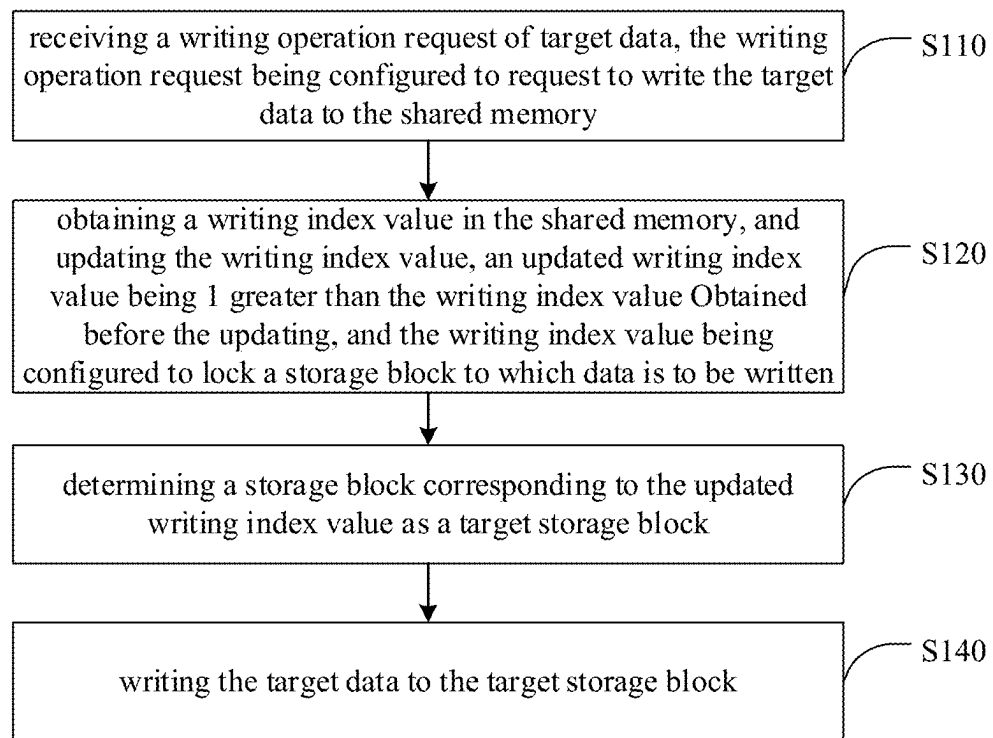 receiving a writing operation request of target data, the writing
operation request being configured to request to write the target
data to the shared memory
S110
obtaining a writing index value in the shared memory, and
updating the writing index value, an updated writing index
value being 1 greater than the writing index value Obtained
before the updating, and the writing index value being
configured to lock a storage block to which data is to be written
S120
determining a storage block corresponding to the updated
writing index value as a target storage block
S130
writing the target data to the target storage block
S140